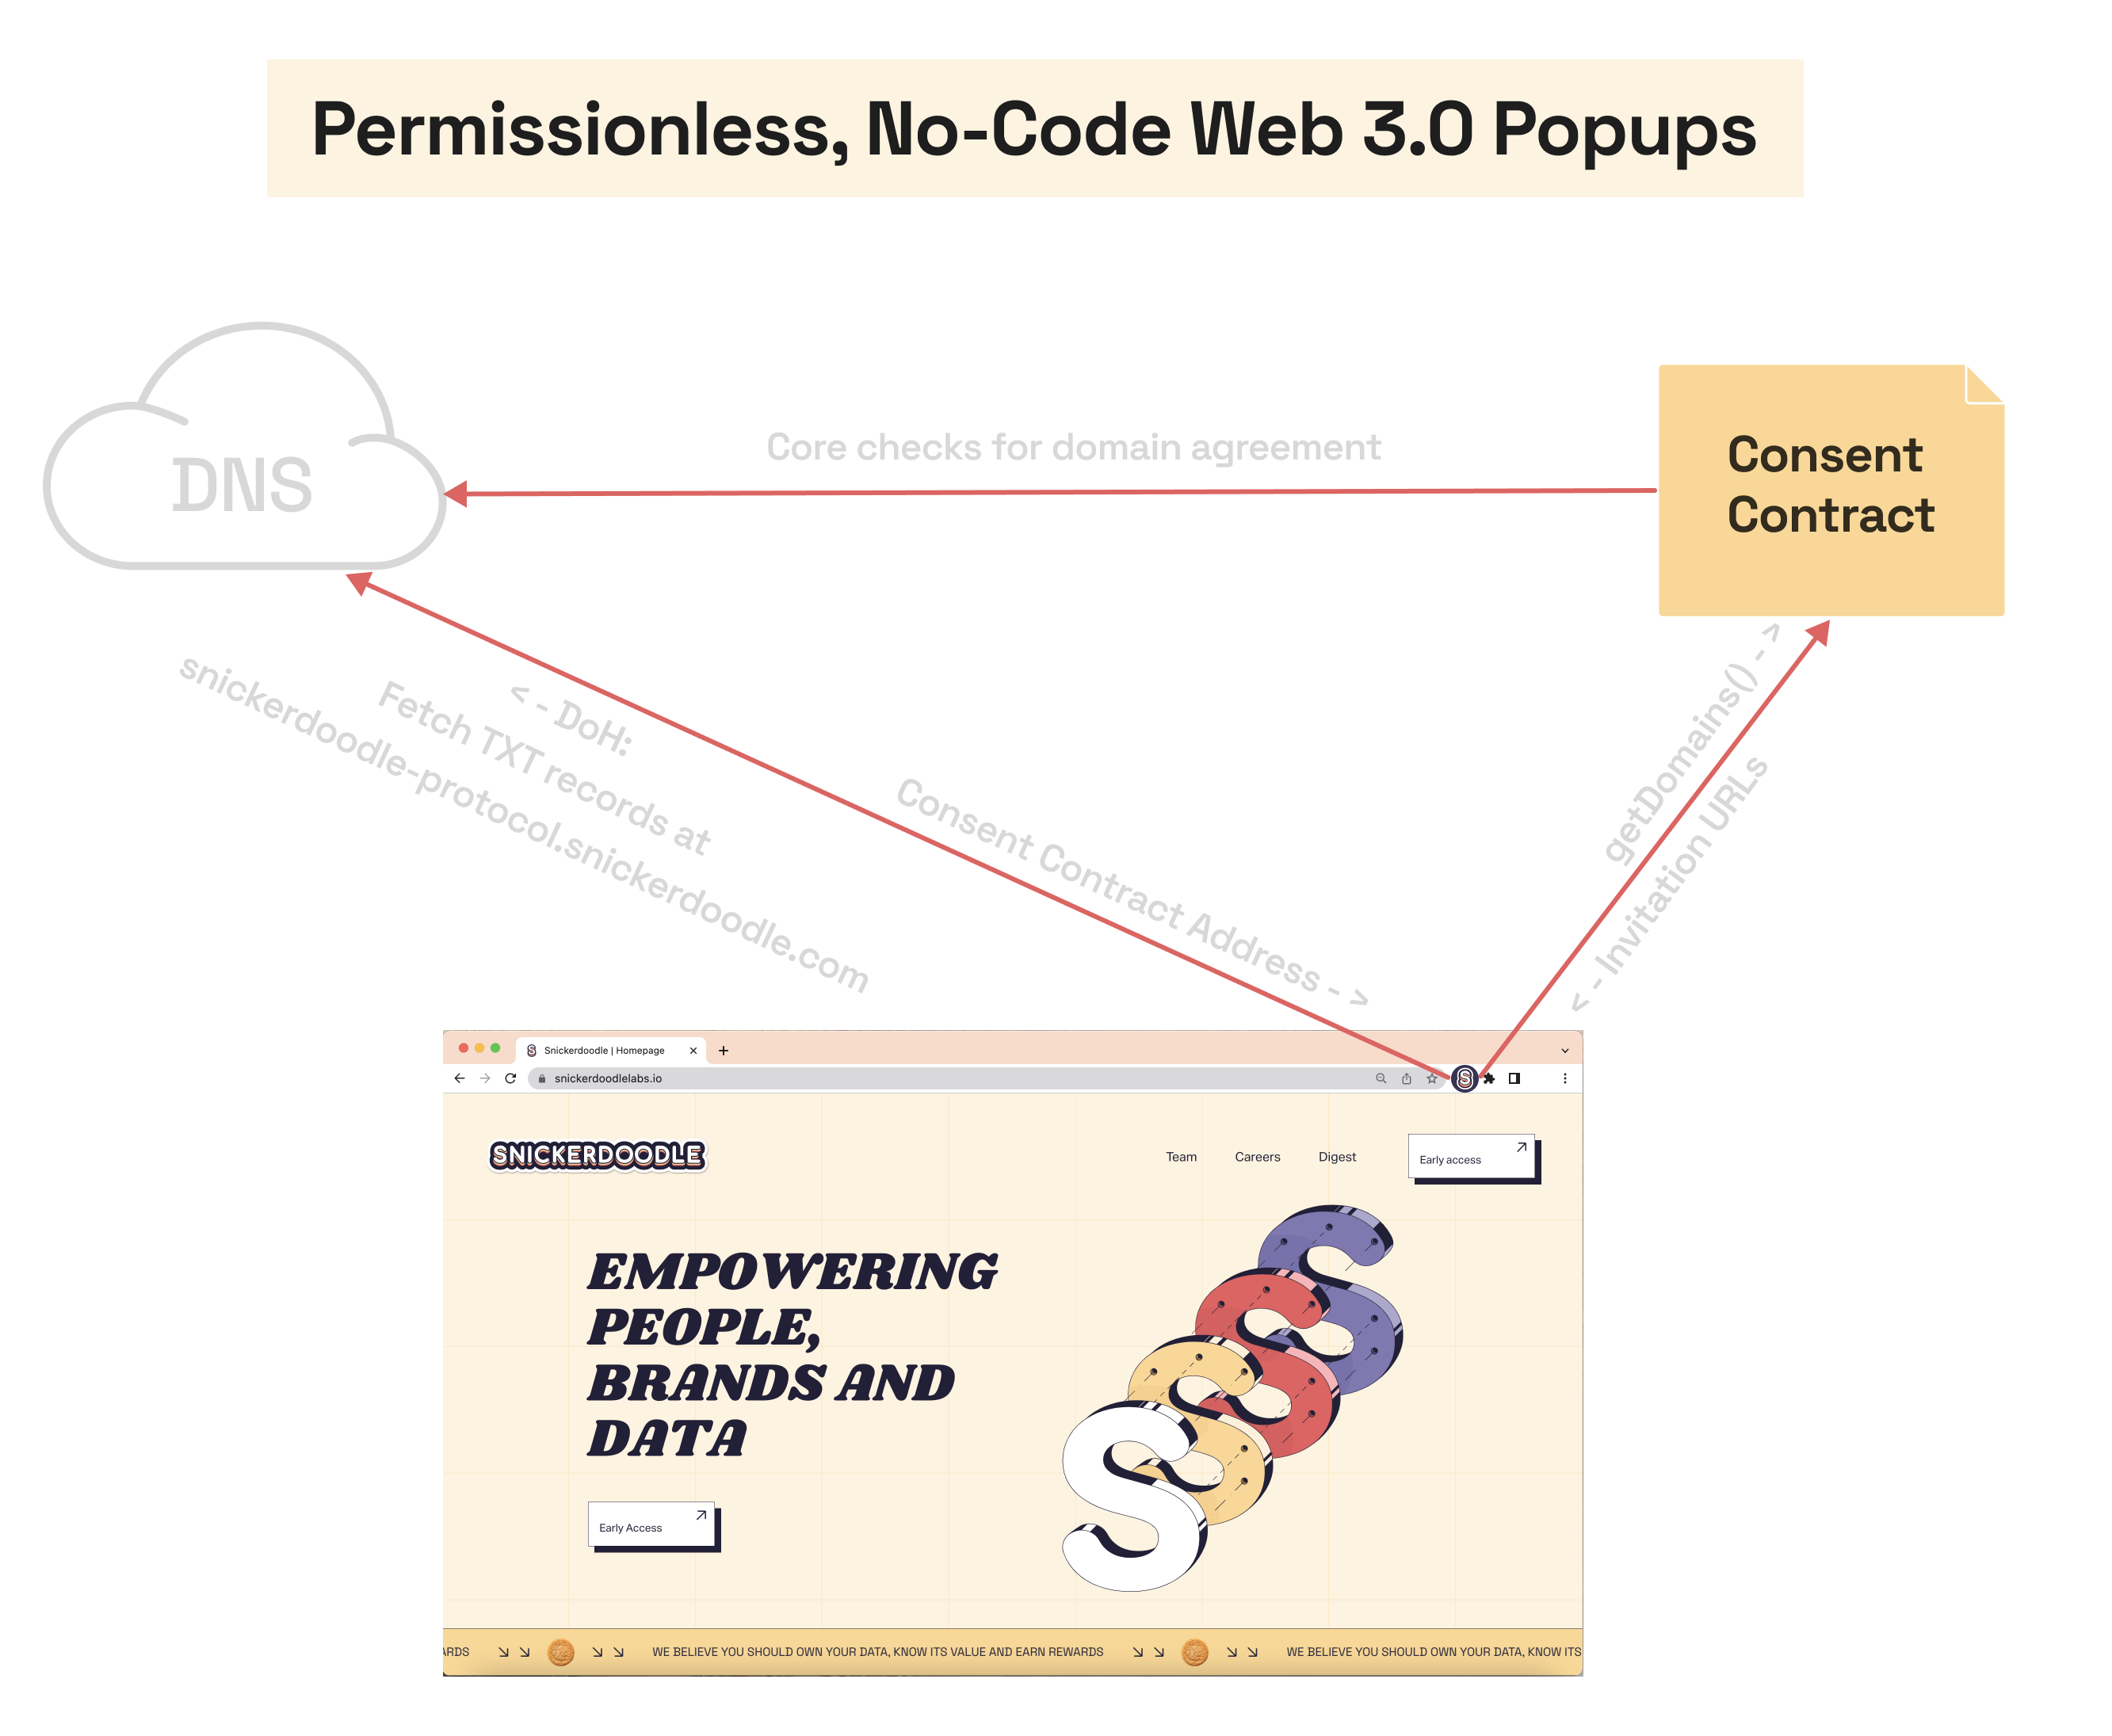 Permissionless, No-Code Web 3.0 Popups
DNS
Core checks for domain agreement
Consent
Contract
< - DoH:
Fetch TXT records at
snickerdoodle-protocol.snickerdoodle.com
Consent Contract Address - >
getDomains() - >
< - Invitation URLs
Snickerdoodle | Homepage
snickerdoodlelabs.io
S
SNICKERDOODLE
Team
Careers
Digest
Early access
EMPOWERING
PEOPLE,
BRANDS AND
DATA
Early Access
ARDS
WE BELIEVE YOU SHOULD OWN YOUR DATA, KNOW ITS VALUE AND EARN REWARDS
WE BELIEVE YOU SHOULD OWN YOUR DATA, KNOW ITS